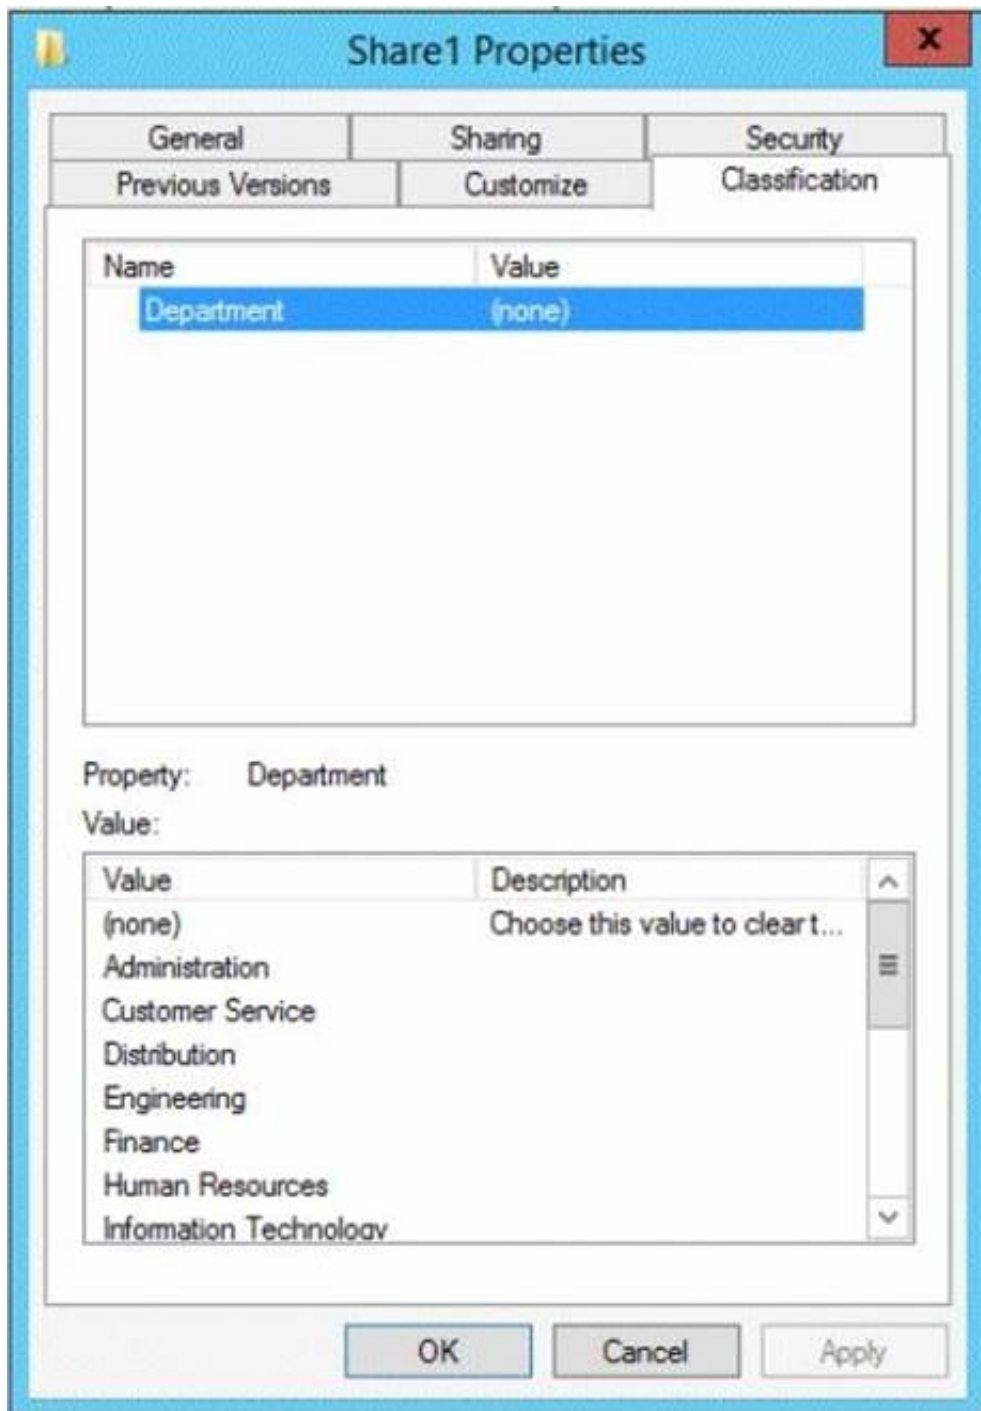 Share1 Properties
x
General Sharing Security
Previous Versions Customize Classification
Name Value
Department (none)
Property: Department
Value:
Value Description
(none) Choose this value to clear t...
Administration
Customer Service
Distribution
Engineering
Finance
Human Resources
Information Technology
OK Cancel Apply